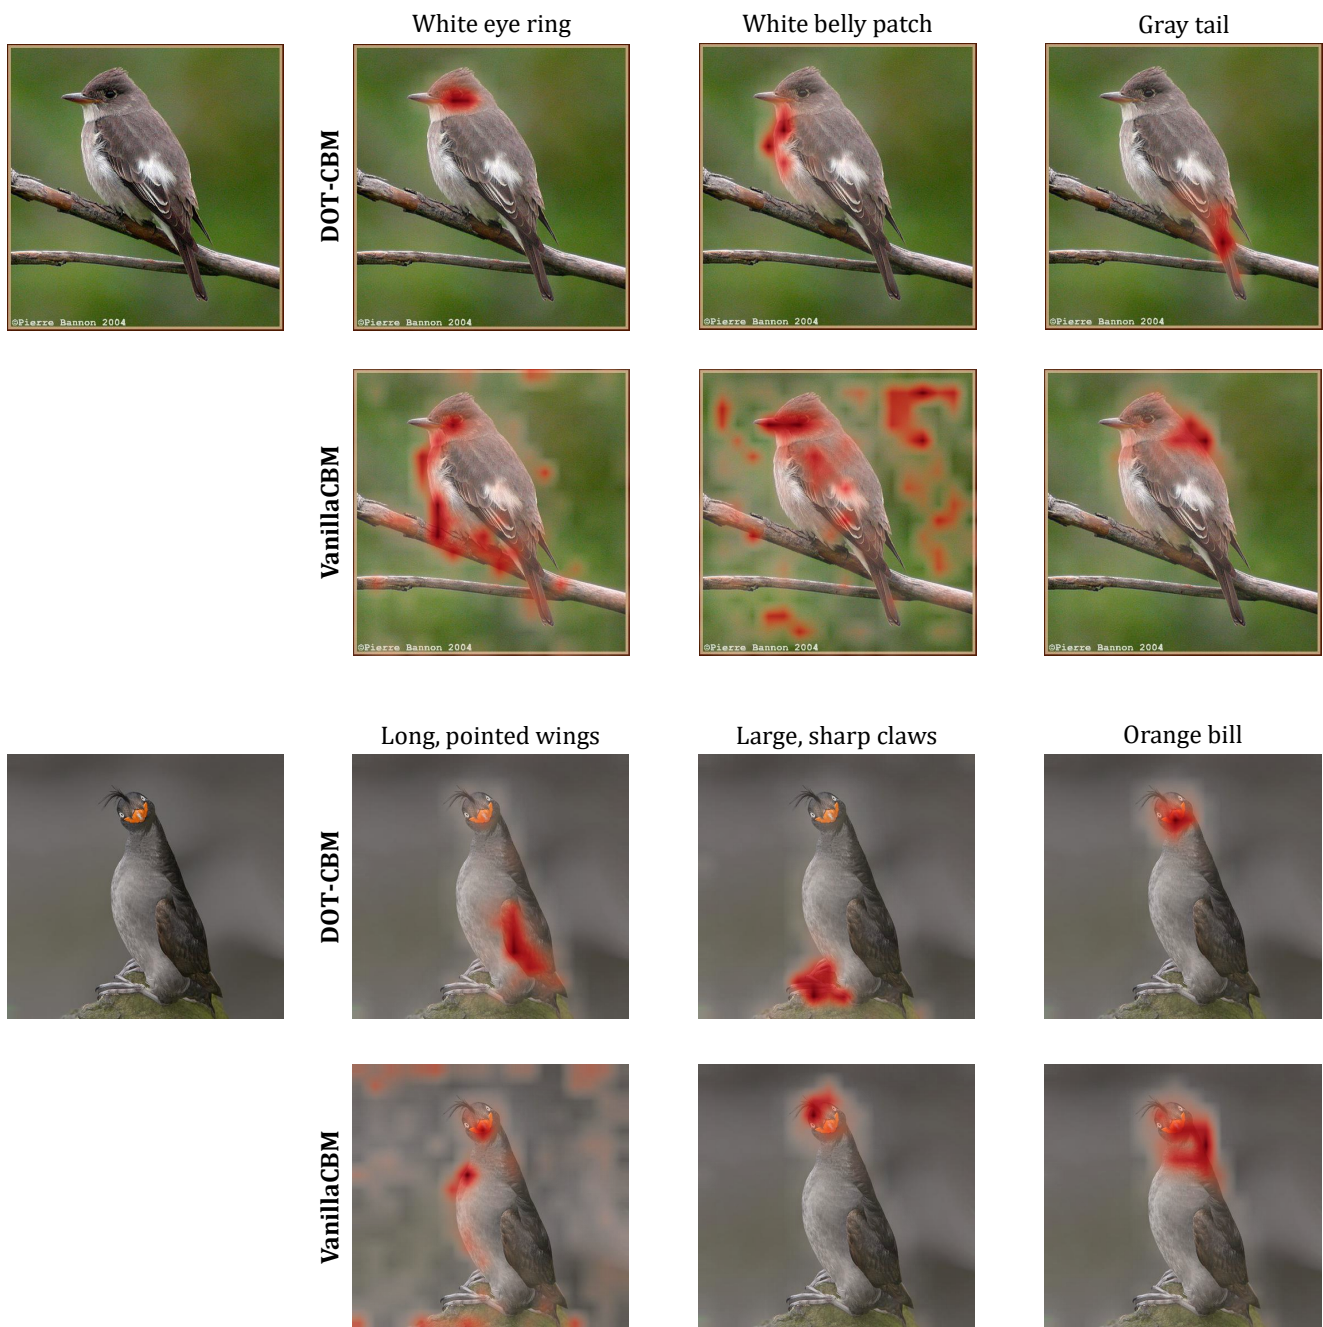 White eye ring
White belly patch
Gray tail
DOT-CBM
©Pierre Bannon 2004
©Pierre Bannon 2004
©Pierre Bannon 2004
©Pierre Bannon 2004
VanillaCBM
©Pierre Bannon 2004
©Pierre Bannon 2004
©Pierre Bannon 2004
Long, pointed wings
Large, sharp claws
Orange bill
DOT-CBM
VanillaCBM